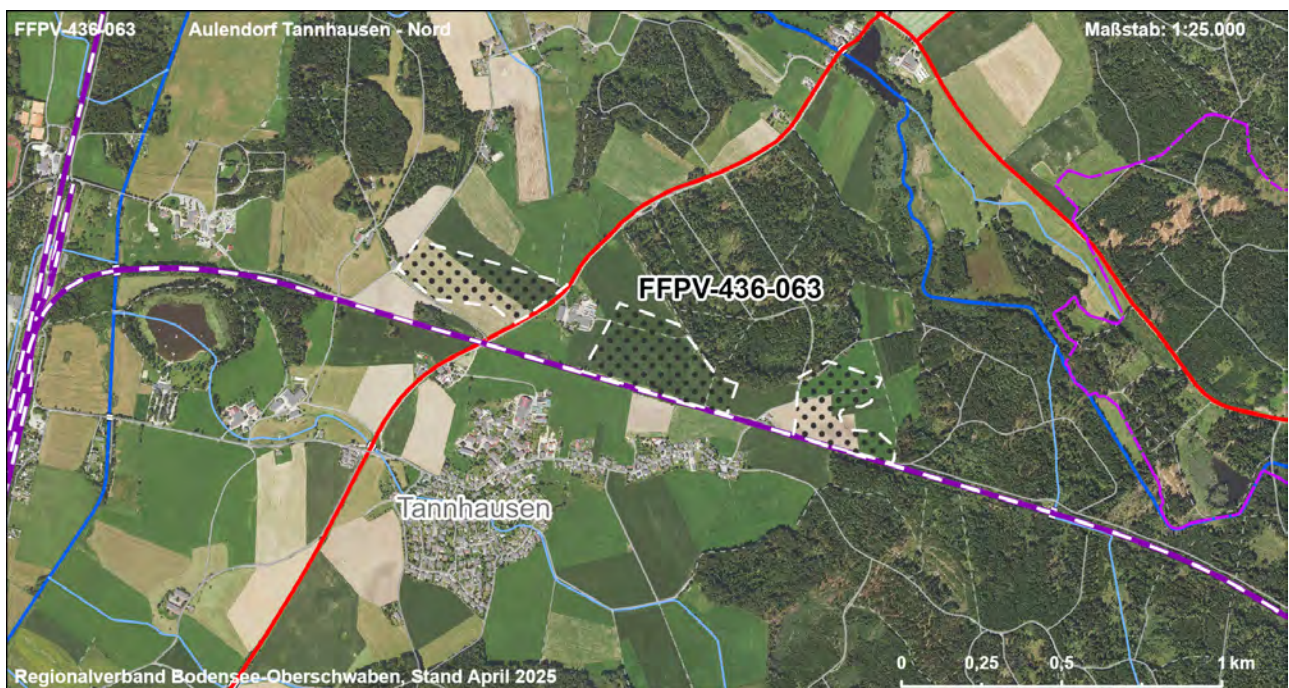 FFPV-436-063 Aulendorf Tannhausen - Nord Maßstab: 1:25.000
FFPV-436-063
Tannhausen
0 0,25 0,5 1 km
Regionalverband Bodensee-Oberschwaben, Stand April 2025